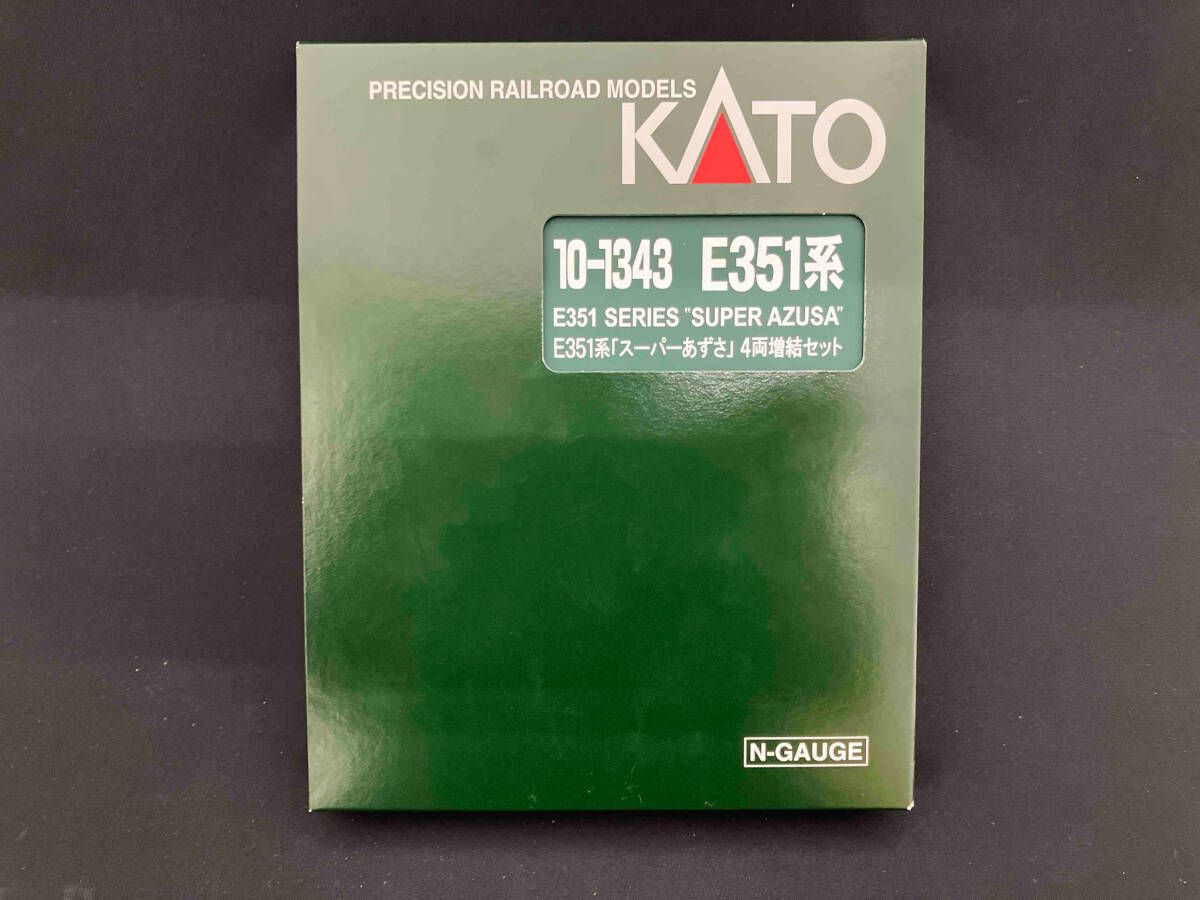 PRECISION RAILROAD MODELS
KATO
10-1343 E351系
E351 SERIES "SUPER AZUSA"
E351系「スーパーあずさ」4両増結セット
N-GAUGE